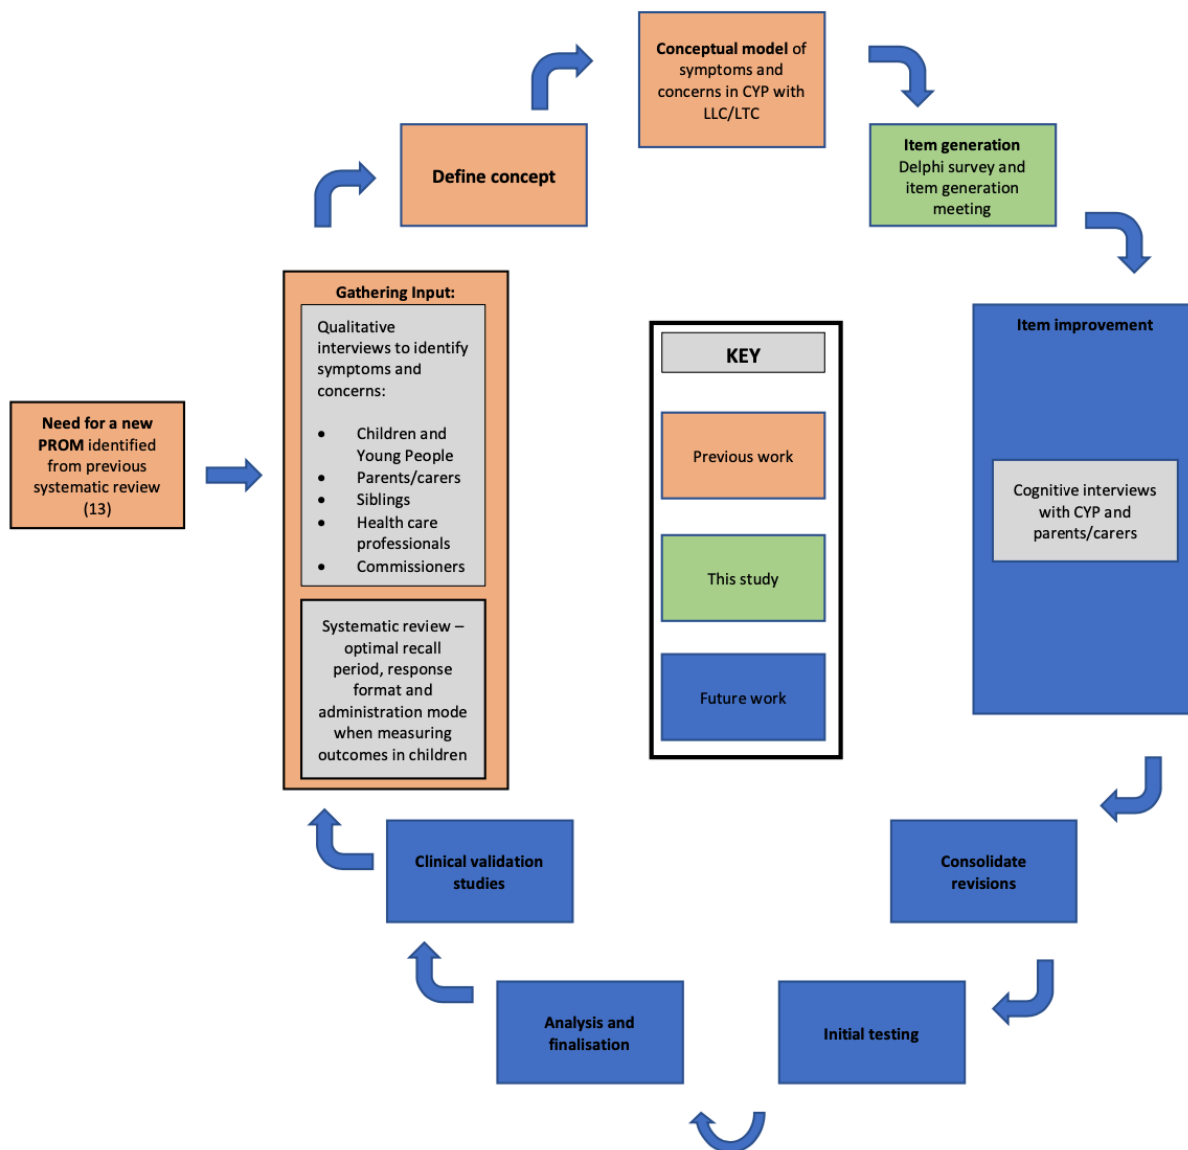 Need for a new
PROM identified
from previous
systematic review
(13)
Gathering Input:
Qualitative
interviews to identify
symptoms and
concerns:
• Children and
Young People
• Parents/carers
• Siblings
• Health care
professionals
• Commissioners
Systematic review –
optimal recall
period, response
format and
administration mode
when measuring
outcomes in children
Define concept
Conceptual model of
symptoms and
concerns in CYP with
LLC/LTC
Item generation
Delphi survey and
item generation
meeting
Item improvement
Cognitive interviews
with CYP and
parents/carers
Consolidate
revisions
Initial testing
Analysis and
finalisation
Clinical validation
studies
KEY
Previous work
This study
Future work